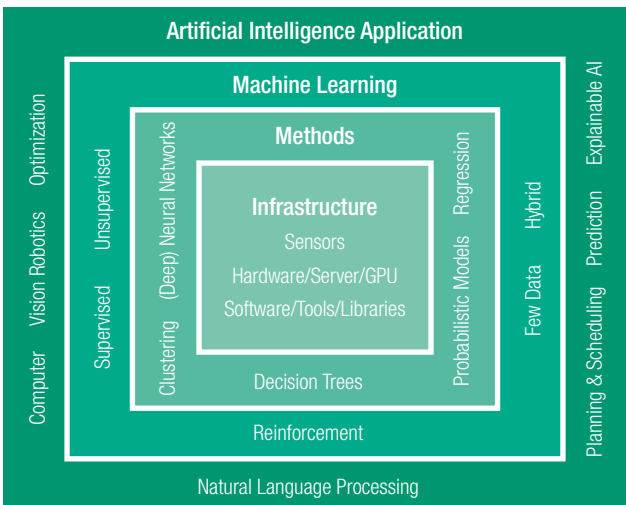 Artificial Intelligence Application
Machine Learning
Methods
Infrastructure
Sensors
Hardware/Server/GPU
Software/Tools/Libraries
Clustering (Deep) Neural Networks
Decision Trees
Probabilistic Models Regression
Supervised Unsupervised
Reinforcement
Few Data Hybrid
Computer Vision Robotics Optimization
Natural Language Processing
Planning & Scheduling Prediction Explainable AI